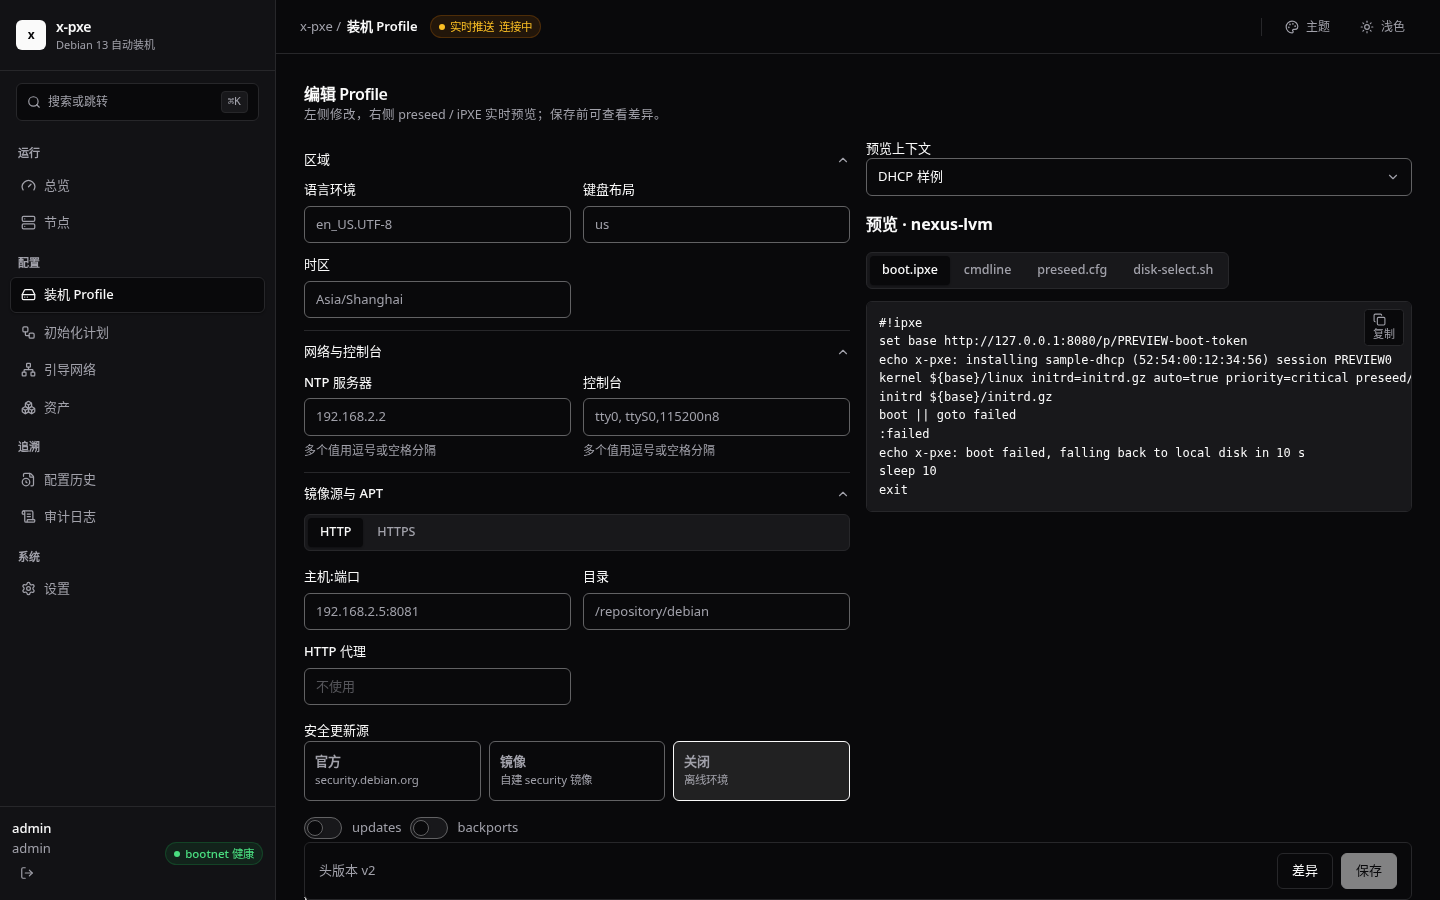 x
x-pxe
Debian 13 自动装机
搜索或跳转
⌘K
运行
总览
节点
配置
装机 Profile
初始化计划
引导网络
资产
追溯
配置历史
审计日志
系统
设置
admin
admin
bootnet 健康
x-pxe / 装机 Profile
实时推送 连接中
主题
浅色
编辑 Profile
左侧修改，右侧 preseed / iPXE 实时预览；保存前可查看差异。
区域
语言环境
键盘布局
en_US.UTF-8
us
时区
Asia/Shanghai
网络与控制台
NTP 服务器
控制台
192.168.2.2
tty0, ttyS0,115200n8
多个值用逗号或空格分隔
多个值用逗号或空格分隔
镜像源与 APT
HTTP
HTTPS
主机:端口
目录
192.168.2.5:8081
/repository/debian
HTTP 代理
不使用
安全更新源
官方
security.debian.org
镜像
自建 security 镜像
关闭
离线环境
updates
backports
头版本 v2
差异
保存
预览上下文
DHCP 样例
预览 · nexus-lvm
boot.ipxe
cmdline
preseed.cfg
disk-select.sh
复制
#!ipxe
set base http://127.0.0.1:8080/p/PREVIEW-boot-token
echo x-pxe: installing sample-dhcp (52:54:00:12:34:56) session PREVIEW0
kernel ${base}/linux initrd=initrd.gz auto=true priority=critical preseed/
initrd ${base}/initrd.gz
boot || goto failed
:failed
echo x-pxe: boot failed, falling back to local disk in 10 s
sleep 10
exit